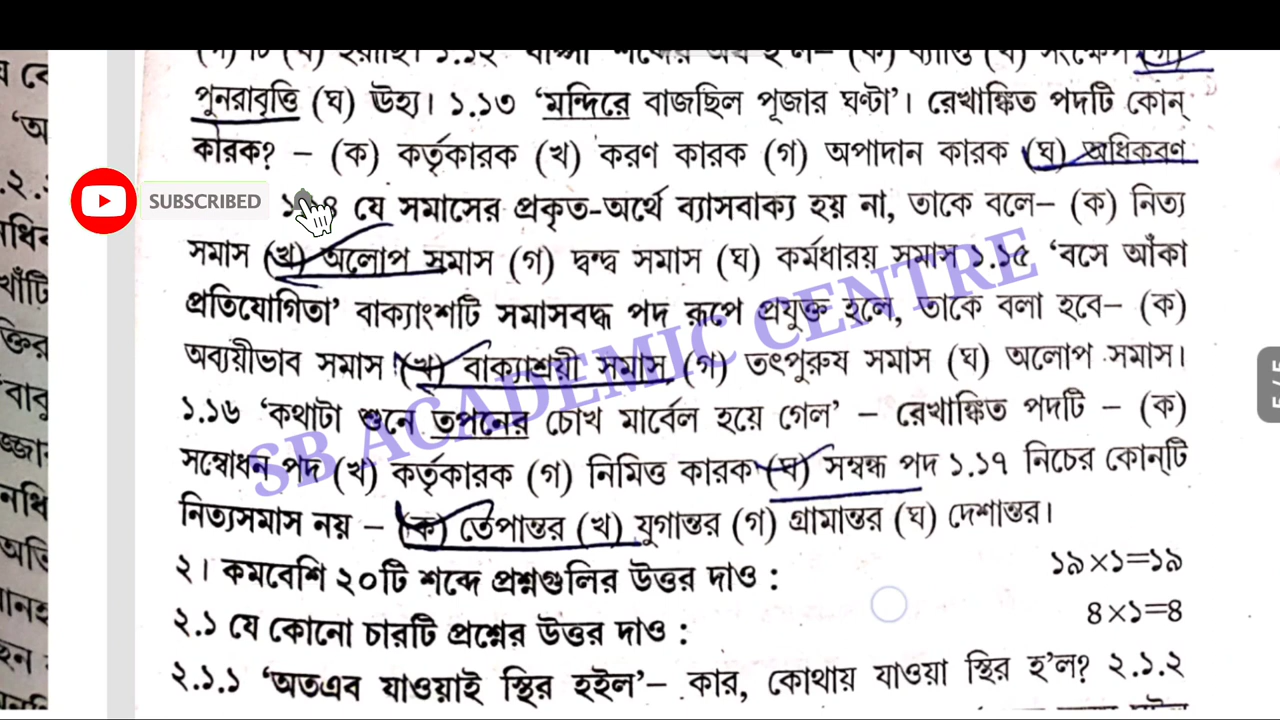 পুনরাবৃত্তি (ঘ) ঊহ্য। ১.১৩ 'মন্দিরে বাজছিল পূজার ঘণ্টা'। রেখাঙ্কিত পদটি কোন্
কারক? – (ক) কর্তৃকারক (খ) করণ কারক (গ) অপাদান কারক (ঘ) অধিকরণ
SUBSCRIBED
যে সমাসের প্রকৃত-অর্থে ব্যাসবাক্য হয় না, তাকে বলে– (ক) নিত্য
সমাস (খ) অলোপ সমাস (গ) দ্বন্দ্ব সমাস (ঘ) কর্মধারয় সমাস ১.১৫ 'বসে আঁকা
প্রতিযোগিতা' বাক্যাংশটি সমাসবদ্ধ পদ রূপে প্রযুক্ত হলে, তাকে বলা হবে– (ক)
অব্যয়ীভাব সমাস (খ) বাক্যাশ্রয়ী সমাস (গ) তৎপুরুষ সমাস (ঘ) অলোপ সমাস।
১.১৬ 'কথাটা শুনে তপনের চোখ মার্বেল হয়ে গেল' – রেখাঙ্কিত পদটি – (ক)
সম্বোধন পদ (খ) কর্তৃকারক (গ) নিমিত্ত কারক (ঘ) সম্বন্ধ পদ ১.১৭ নিচের কোন্‌টি
নিত্যসমাস নয় – (ক) তেপান্তর (খ) যুগান্তর (গ) গ্রামান্তর (ঘ) দেশান্তর।
২। কমবেশি ২০টি শব্দে প্রশ্নগুলির উত্তর দাও : ১৯×১=১৯
২.১ যে কোনো চারটি প্রশ্নের উত্তর দাও : ৪×১=৪
২.১.১ 'অতএব যাওয়াই স্থির হইল'– কার, কোথায় যাওয়া স্থির হ'ল? ২.১.২
SB ACADEMIC CENTRE